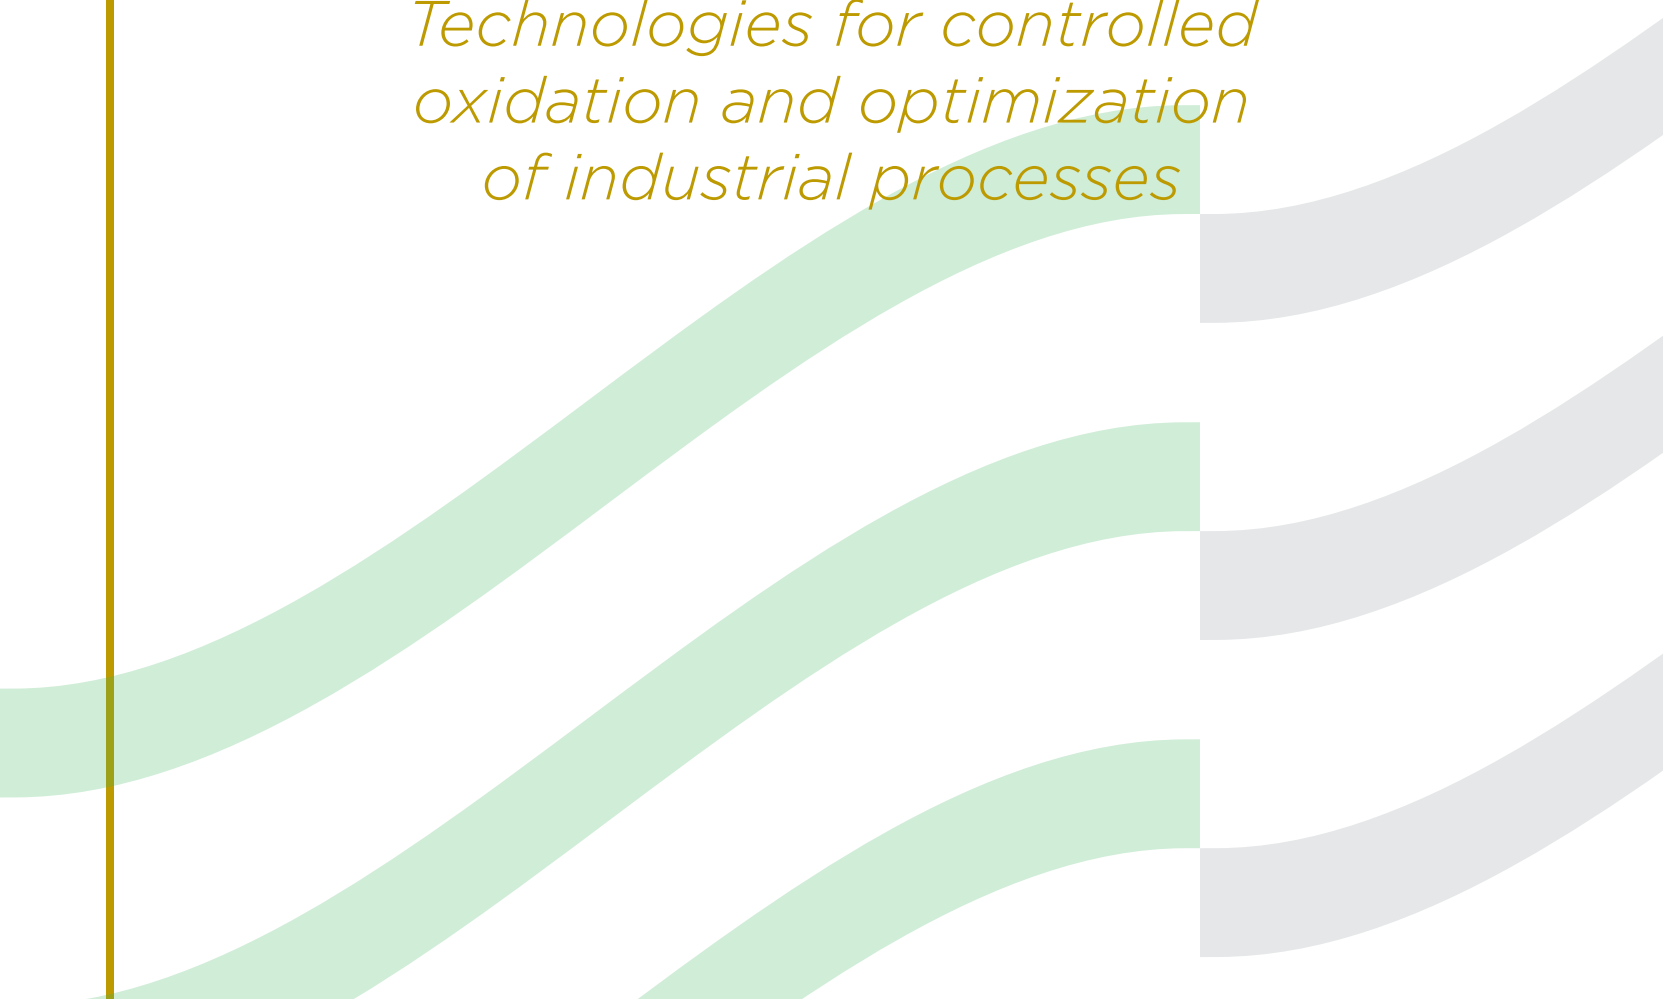 Technologies for controlled
oxidation and optimization
of industrial processes